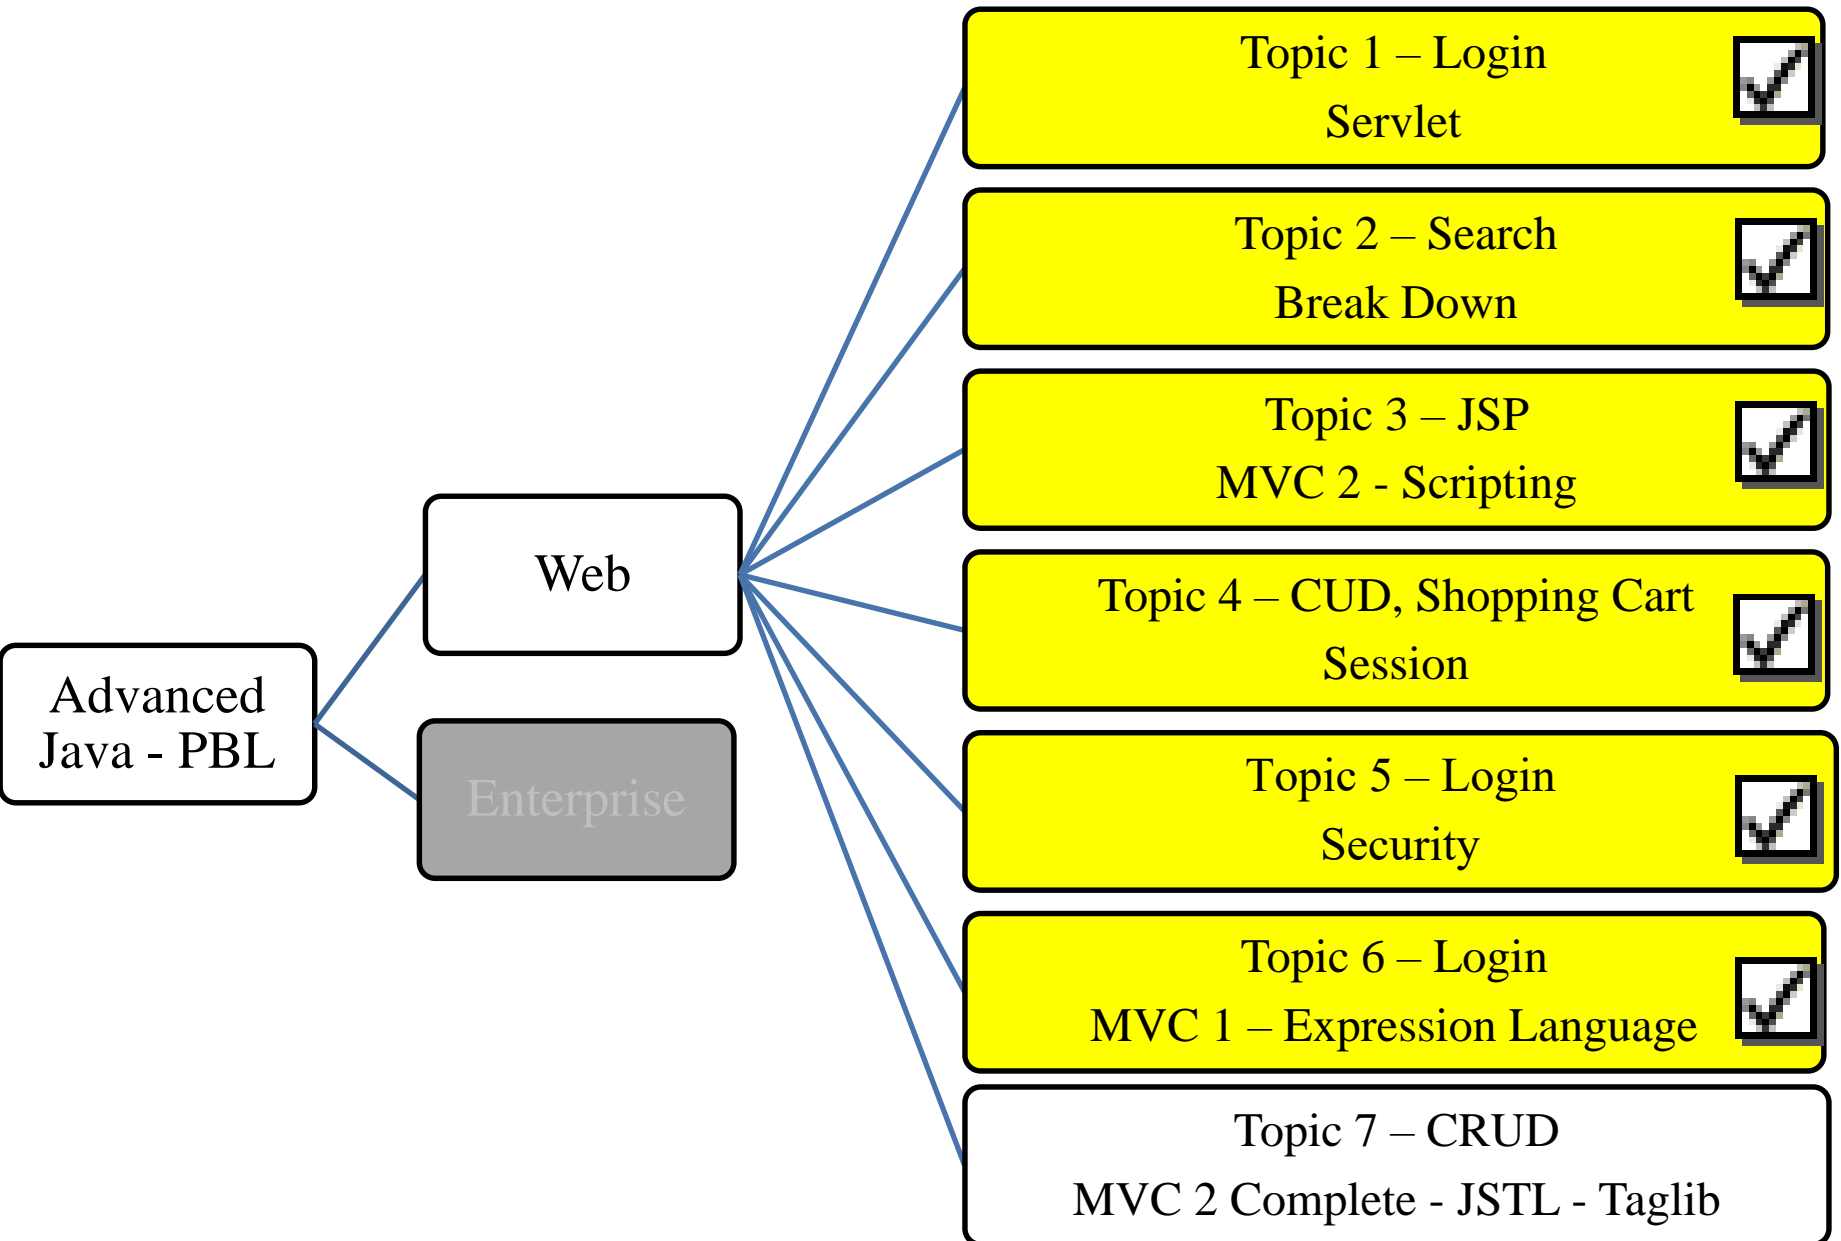 Advanced
Java - PBL
Web
Enterprise
Topic 1 – Login
Servlet
Topic 2 – Search
Break Down
Topic 3 – JSP
MVC 2 - Scripting
Topic 4 – CUD, Shopping Cart
Session
Topic 5 – Login
Security
Topic 6 – Login
MVC 1 – Expression Language
Topic 7 – CRUD
MVC 2 Complete - JSTL - Taglib